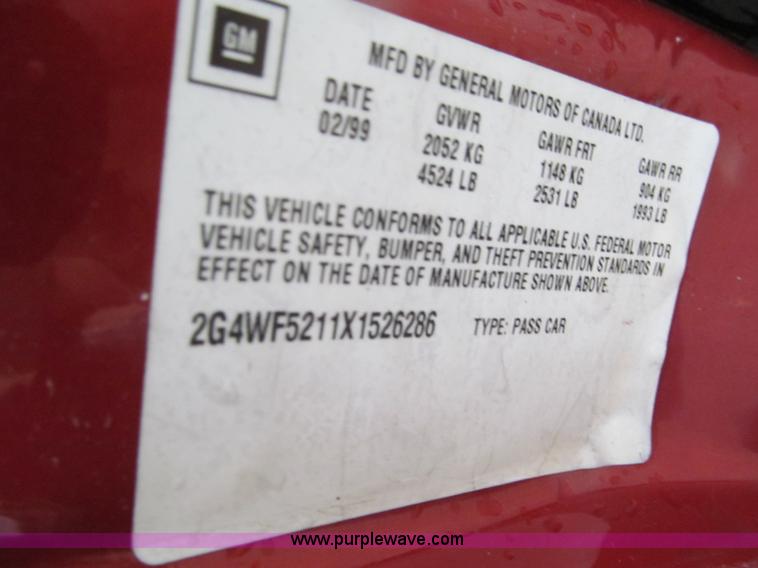 GM
MFD BY GENERAL MOTORS OF CANADA LTD.
DATE GVWR GAWR FRT GAWR RR
02/99 2052 KG 1148 KG 904 KG
4524 LB 2531 LB 1993 LB
THIS VEHICLE CONFORMS TO ALL APPLICABLE U.S. FEDERAL MOTOR
VEHICLE SAFETY, BUMPER, AND THEFT PREVENTION STANDARDS IN
EFFECT ON THE DATE OF MANUFACTURE SHOWN ABOVE.
2G4WF5211X1526286 TYPE: PASS CAR
www.purplewave.com